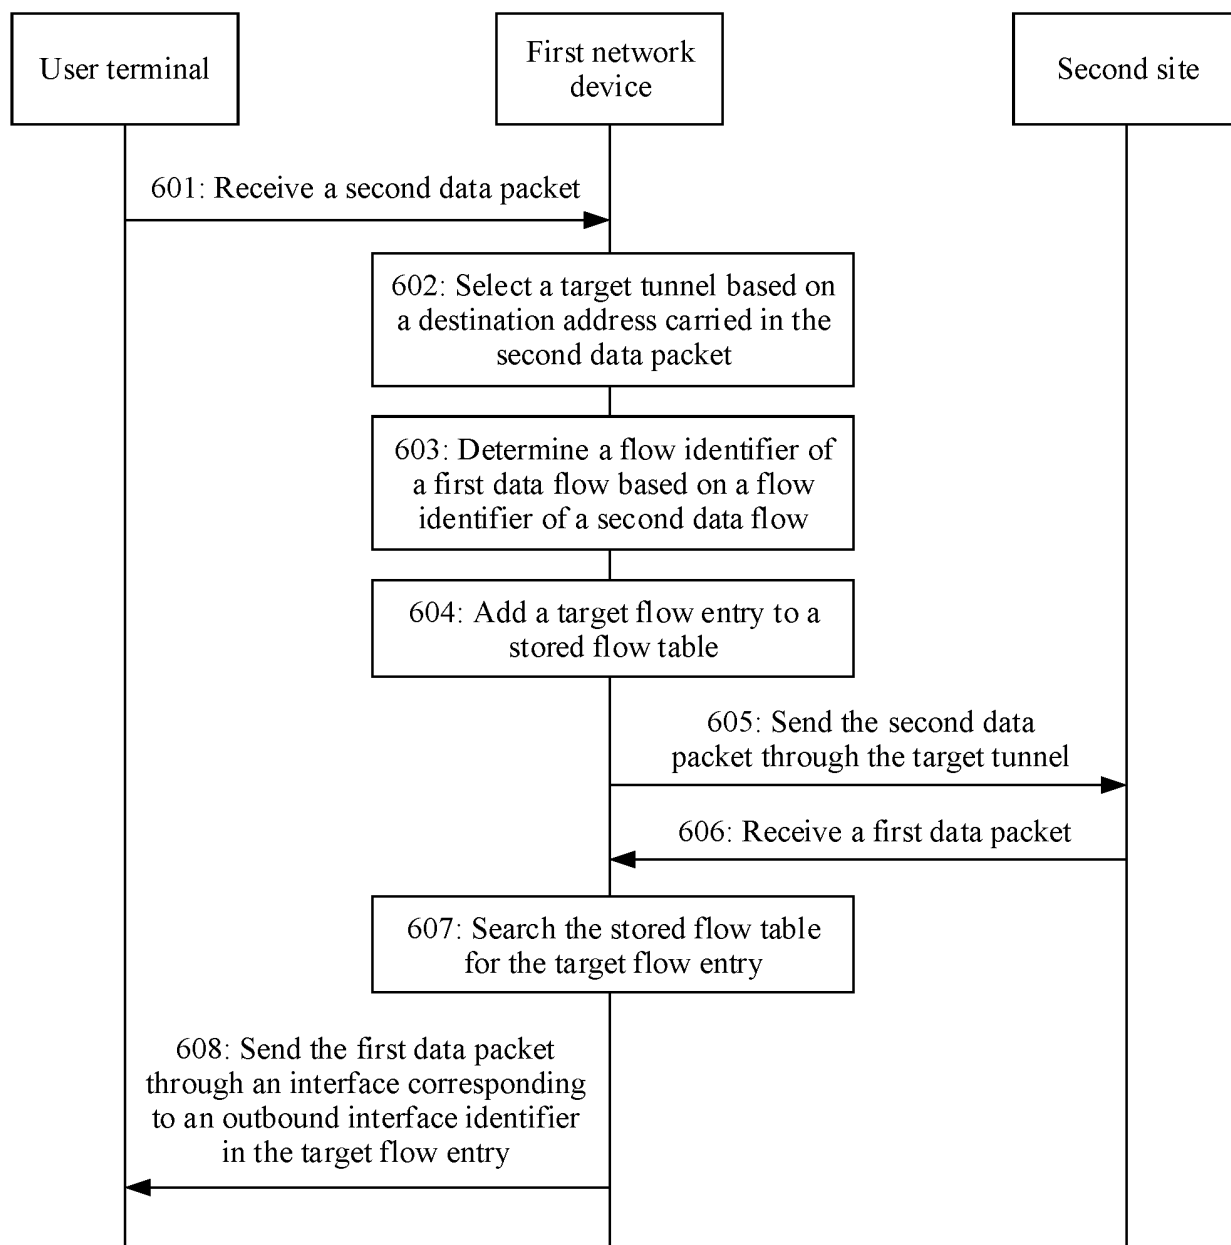 User terminal
First network
device
Second site
601: Receive a second data packet
602: Select a target tunnel based on
a destination address carried in the
second data packet
603: Determine a flow identifier of
a first data flow based on a flow
identifier of a second data flow
604: Add a target flow entry to a
stored flow table
605: Send the second data
packet through the target tunnel
606: Receive a first data packet
607: Search the stored flow table
for the target flow entry
608: Send the first data packet
through an interface corresponding
to an outbound interface identifier
in the target flow entry